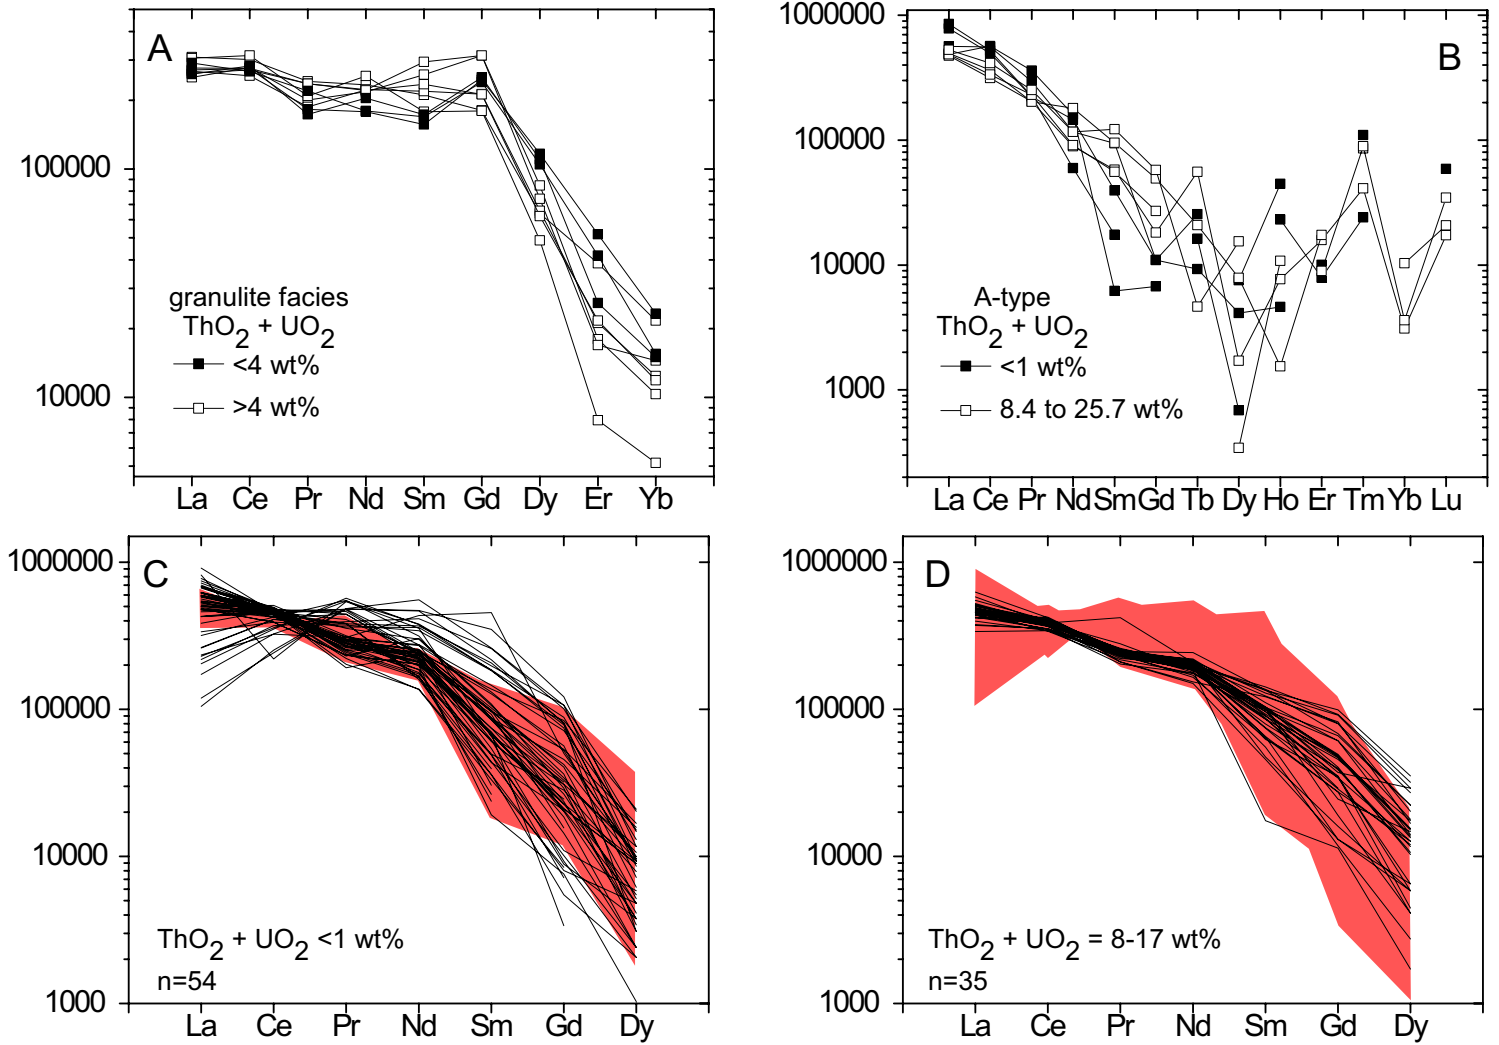 A
100000
10000
granulite facies
ThO2 + UO2
<4 wt%
>4 wt%
La Ce Pr Nd Sm Gd Dy Er Yb
B
1000000
100000
10000
1000
A-type
ThO2 + UO2
<1 wt%
8.4 to 25.7 wt%
La Ce Pr Nd Sm Gd Tb Dy Ho Er Tm Yb Lu
C
1000000
100000
10000
1000
ThO2 + UO2 <1 wt%
n=54
La Ce Pr Nd Sm Gd Dy
D
1000000
100000
10000
1000
ThO2 + UO2 = 8-17 wt%
n=35
La Ce Pr Nd Sm Gd Dy